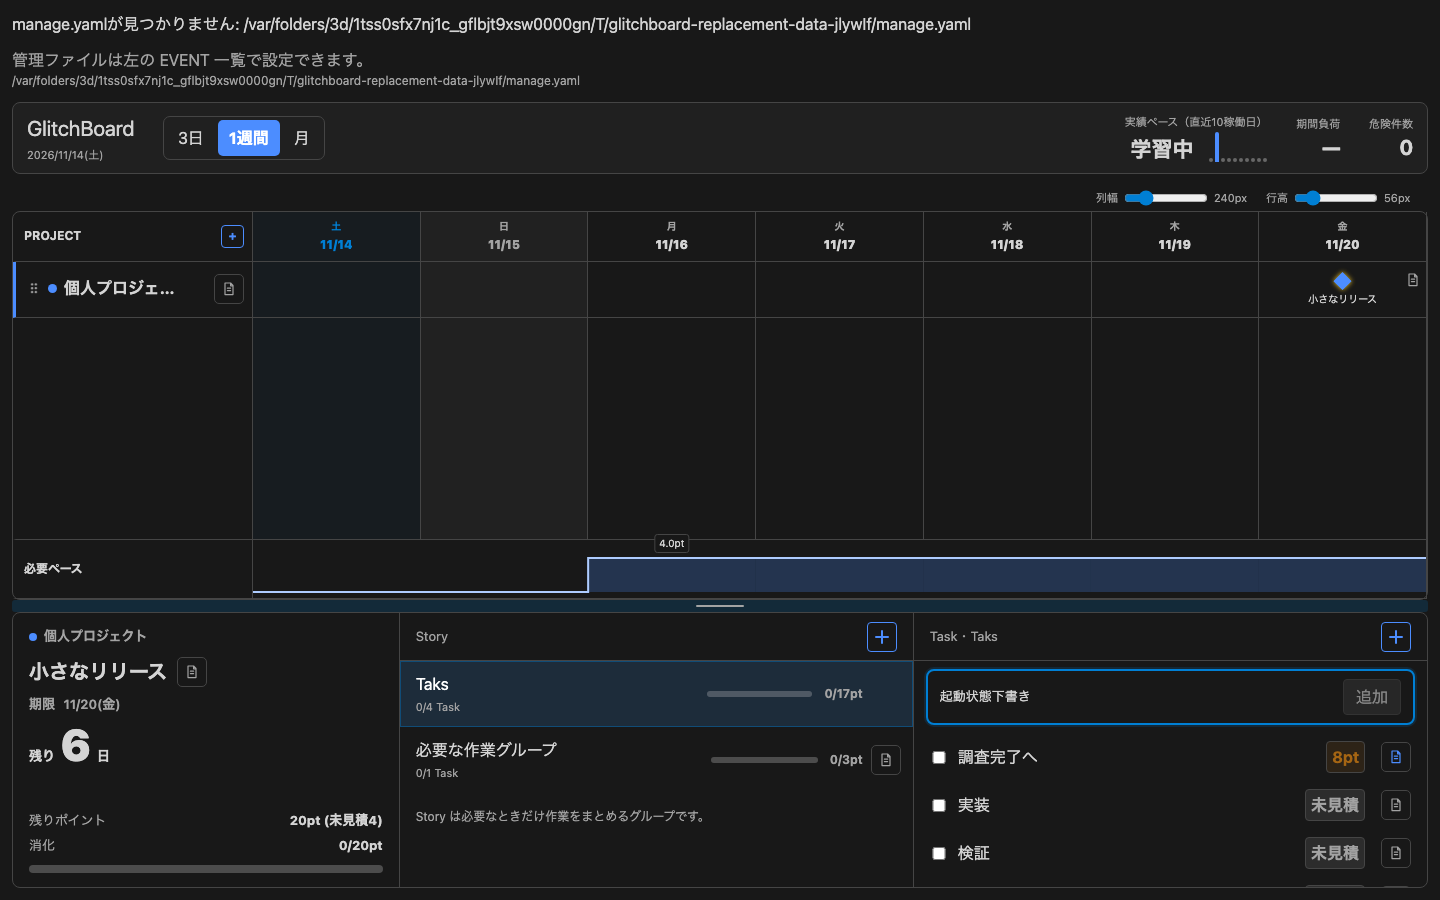 manage.yamlが見つかりません: /var/folders/3d/1tss0sfx7nj1c_gflbjt9xsw0000gn/T/glitchboard-replacement-data-jlywlf/manage.yaml
管理ファイルは左の EVENT 一覧で設定できます。
/var/folders/3d/1tss0sfx7nj1c_gflbjt9xsw0000gn/T/glitchboard-replacement-data-jlywlf/manage.yaml
GlitchBoard
2026/11/14(土)
3日 1週間 月
実績ペース（直近10稼働日）
学習中
期間負荷
—
危険件数
0
列幅 240px 行高 56px
PROJECT +
土 日 月 火 水 木 金
11/14 11/15 11/16 11/17 11/18 11/19 11/20
個人プロジェ...
小さなリリース
4.0pt
必要ペース
個人プロジェクト
小さなリリース
期限 11/20(金)
残り 6 日
残りポイント 20pt (未見積4)
消化 0/20pt
Story +
Taks 0/17pt
0/4 Task
必要な作業グループ 0/3pt
0/1 Task
Story は必要なときだけ作業をまとめるグループです。
Task · Taks +
起動状態下書き 追加
調査完了へ 8pt
実装 未見積
検証 未見積